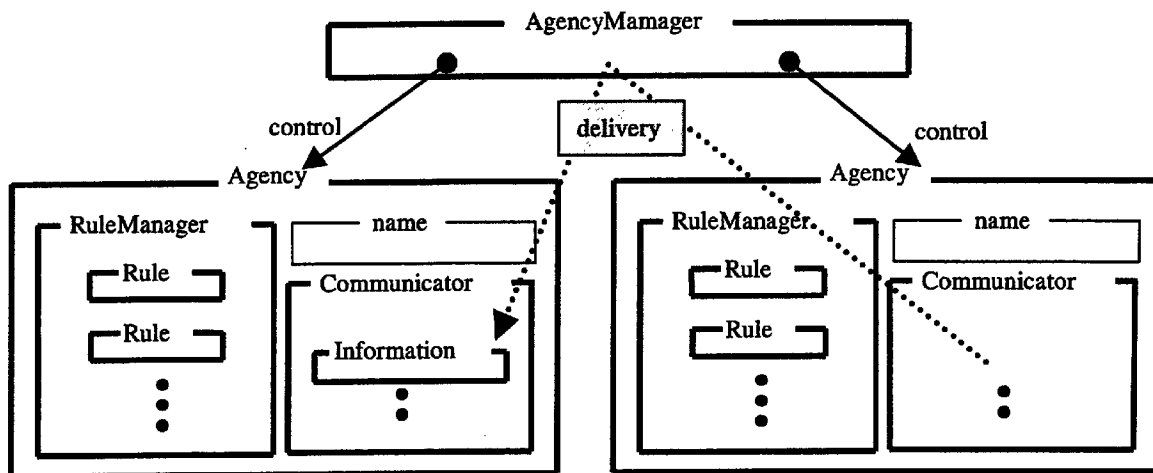 AgencyMamager
control
delivery
control
Agency
Agency
RuleManager
name
RuleManager
name
Rule
Communicator
Rule
Communicator
Rule
Information
Rule